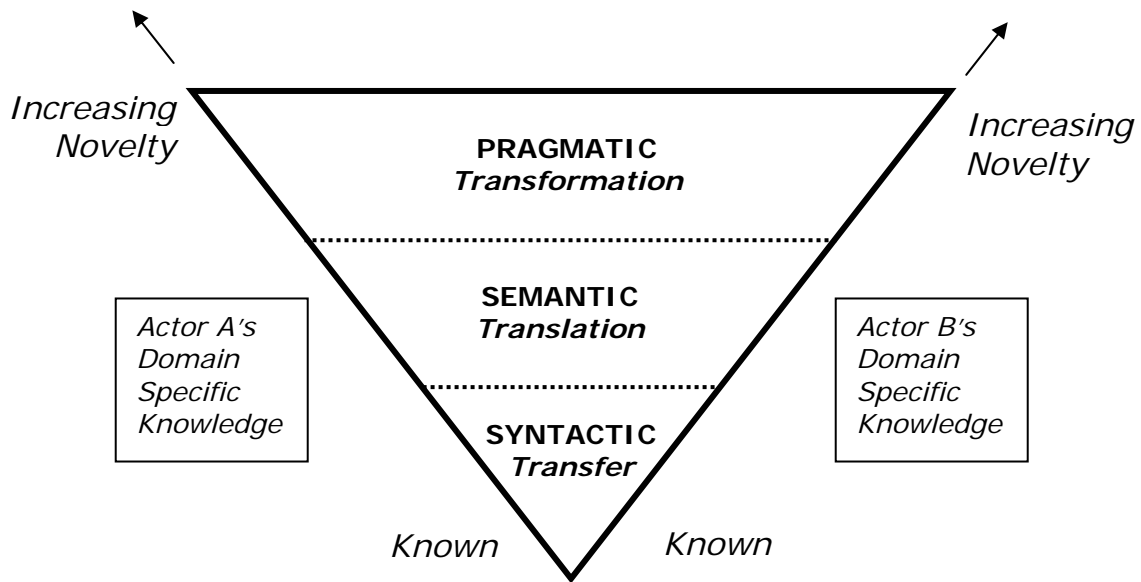 Increasing
Novelty
Increasing
Novelty
PRAGMATIC
Transformation
SEMANTIC
Translation
Actor A's
Domain
Specific
Knowledge
Actor B's
Domain
Specific
Knowledge
SYNTACTIC
Transfer
Known
Known